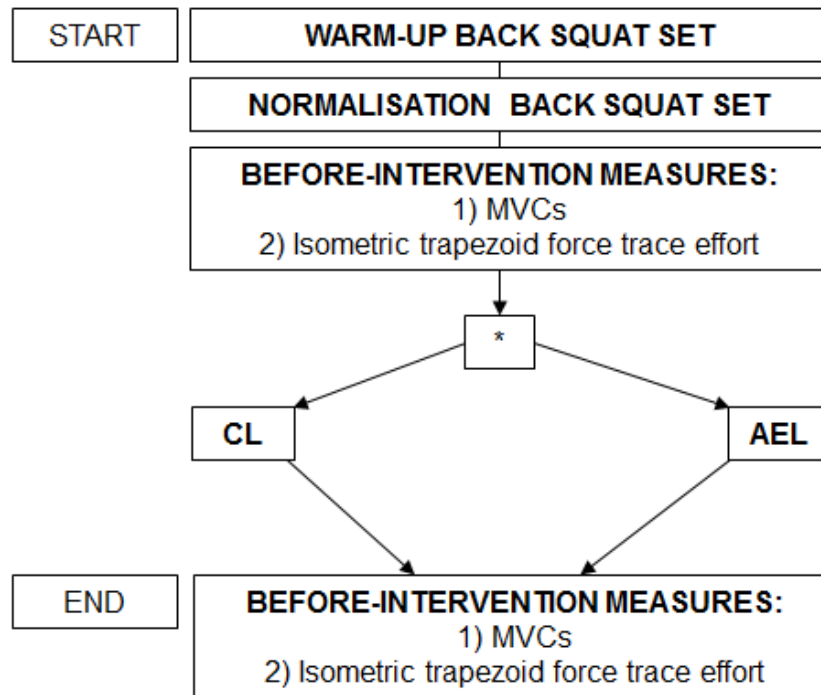 START
WARM-UP BACK SQUAT SET
NORMALISATION BACK SQUAT SET
BEFORE-INTERVENTION MEASURES:
1) MVCs
2) Isometric trapezoid force trace effort
*
CL
AEL
END
BEFORE-INTERVENTION MEASURES:
1) MVCs
2) Isometric trapezoid force trace effort